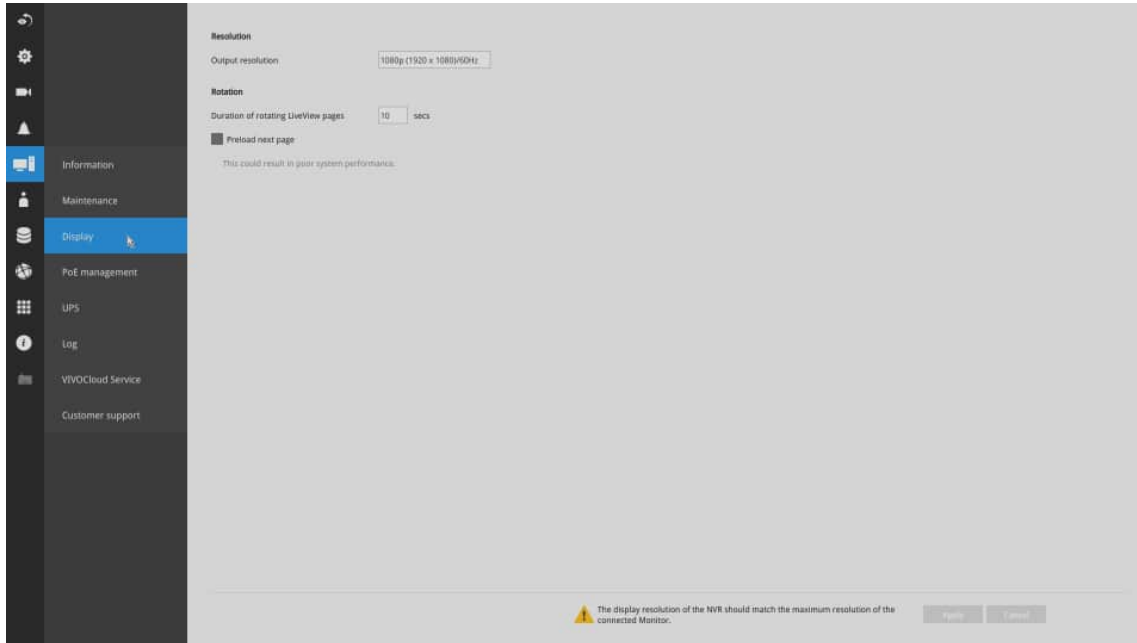 Resolution
Output resolution 1080p (1920 x 1080)/60Hz
Rotation
Duration of rotating LiveView pages 10 secs
Preload next page
This could result in poor system performance.
Information
Maintenance
Display
PoE management
UPS
Log
VIVOCloud Service
Customer support
The display resolution of the NVR should match the maximum resolution of the
connected Monitor.
Apply Cancel